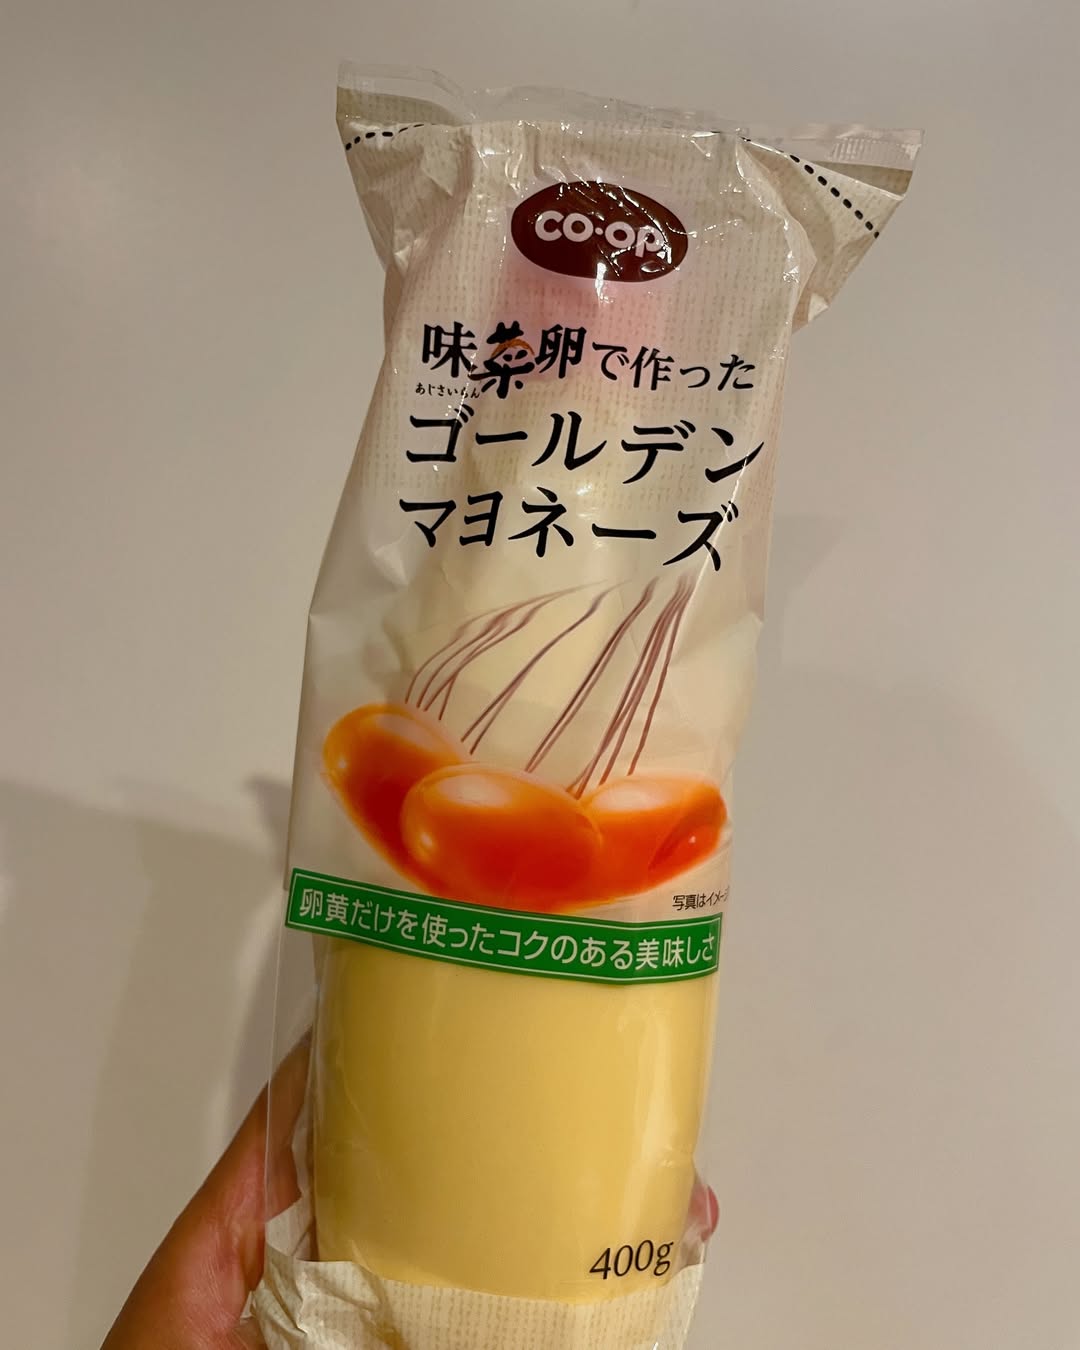 co·op
味菜卵で作った
あじさいらん
ゴールデン
マヨネーズ
写真はイメージ
卵黄だけを使ったコクのある美味しさ
400g